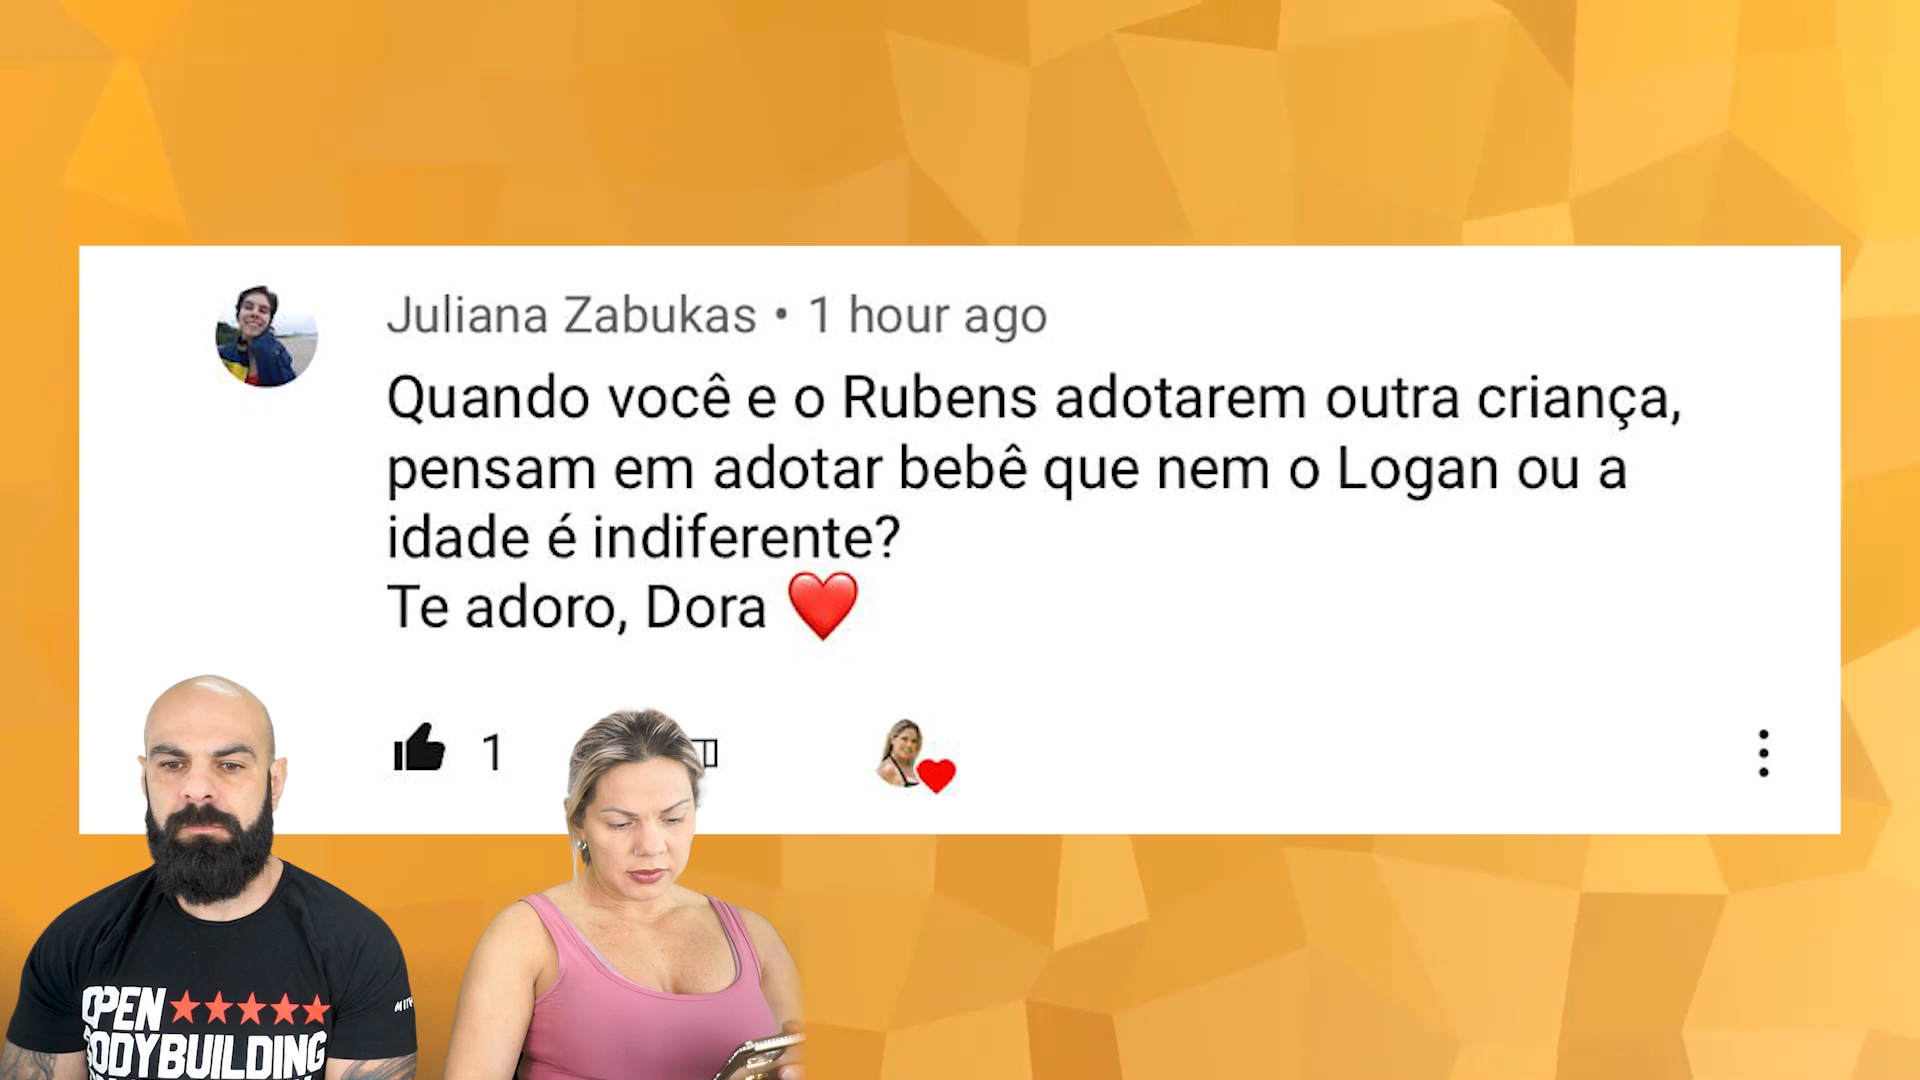 Juliana Zabukas • 1 hour ago
Quando você e o Rubens adotarem outra criança,
pensam em adotar bebê que nem o Logan ou a
idade é indiferente?
Te adoro, Dora ❤️
1
OPEN ★★★★★
BODYBUILDING